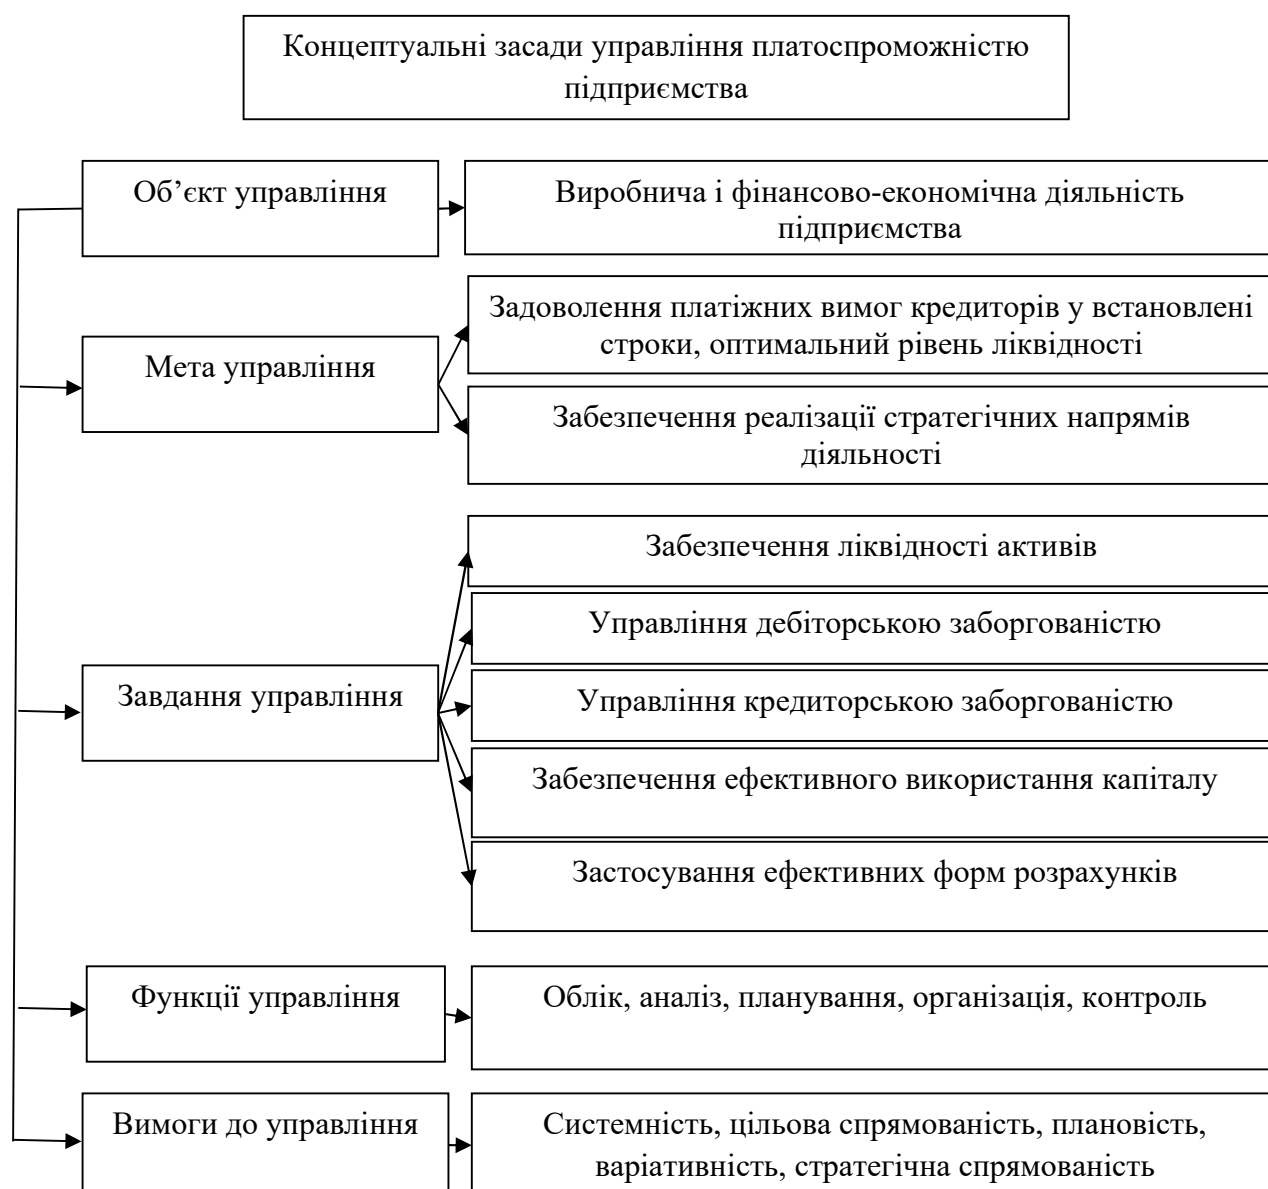 Концептуальні засади управління платоспроможністю
підприємства
Об’єкт управління
Виробнича і фінансово-економічна діяльність
підприємства
Мета управління
Задоволення платіжних вимог кредиторів у встановлені
строки, оптимальний рівень ліквідності
Забезпечення реалізації стратегічних напрямів
діяльності
Завдання управління
Забезпечення ліквідності активів
Управління дебіторською заборгованістю
Управління кредиторською заборгованістю
Забезпечення ефективного використання капіталу
Застосування ефективних форм розрахунків
Функції управління
Облік, аналіз, планування, організація, контроль
Вимоги до управління
Системність, цільова спрямованість, плановість,
варіативність, стратегічна спрямованість